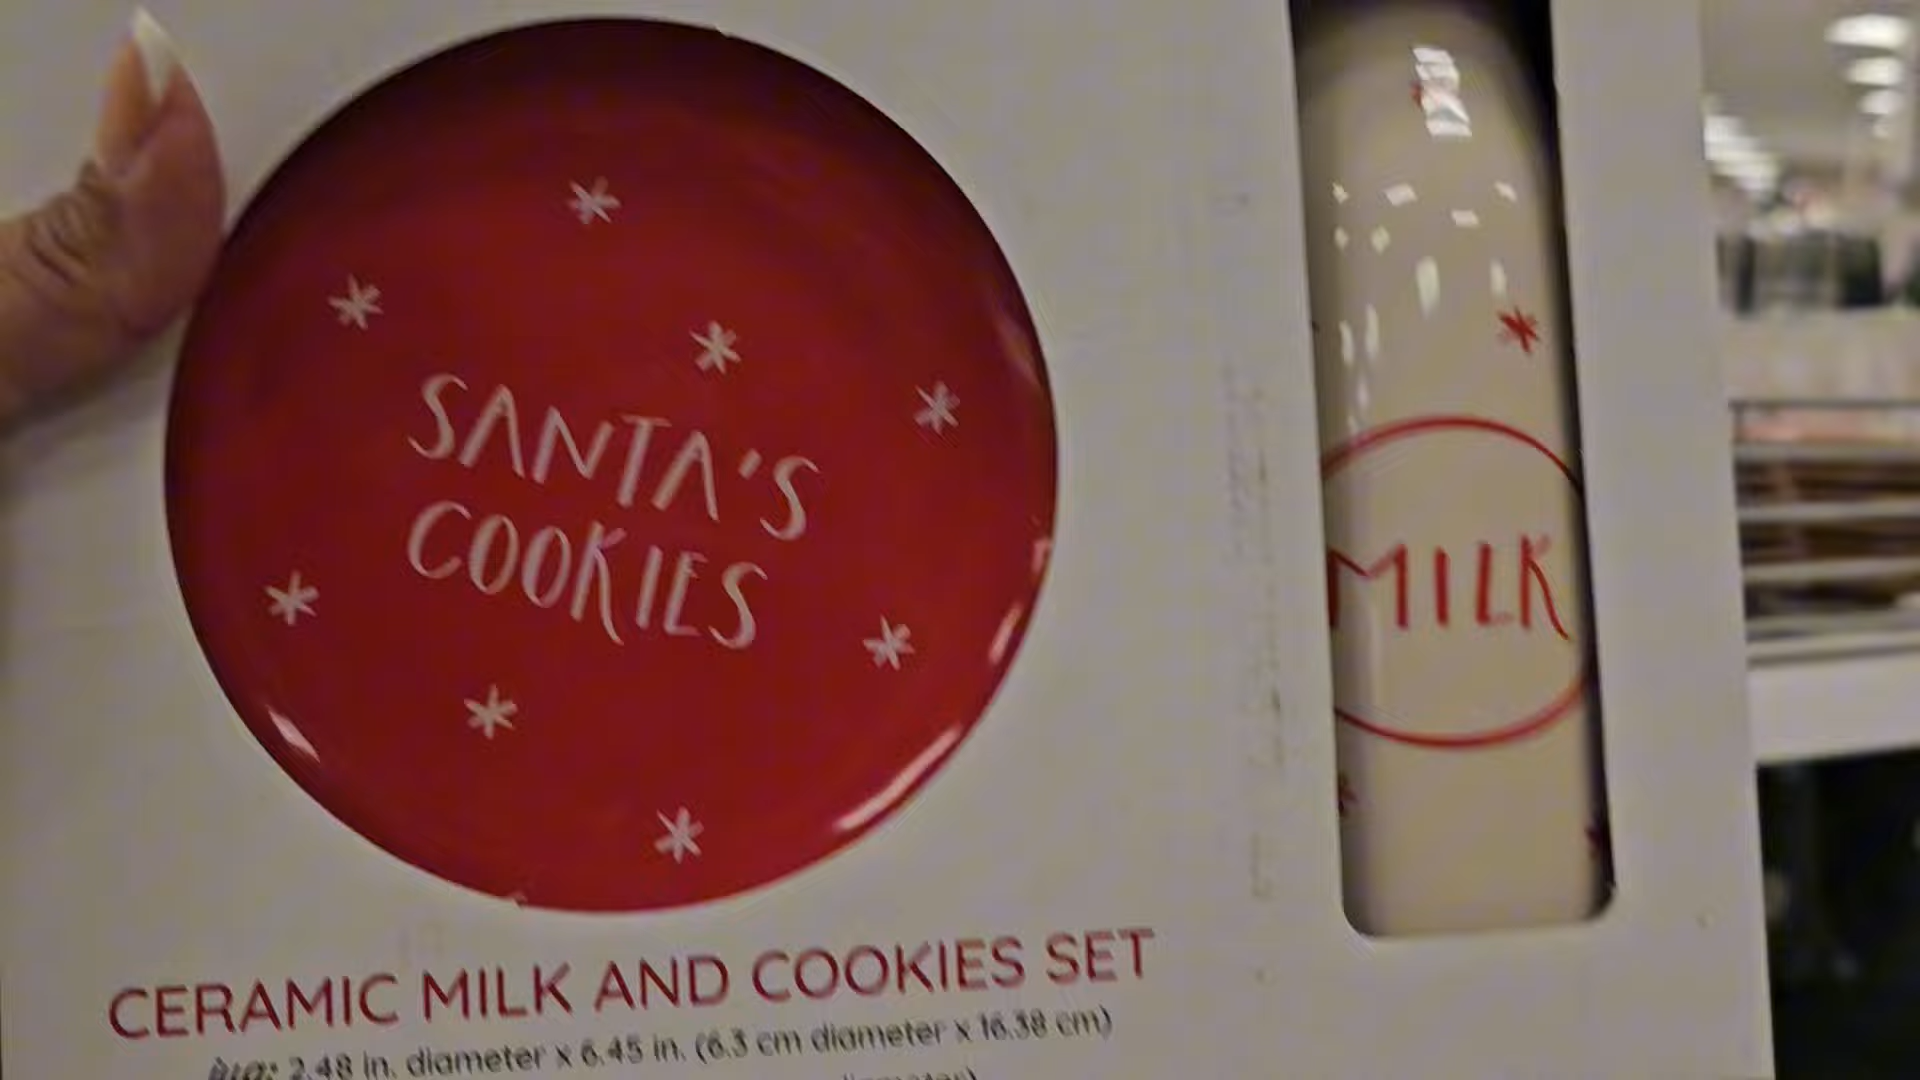 SANTA'S
COOKIES
MILK
CERAMIC MILK AND COOKIES SET
2.48 in. diameter x 6.45 in. (6.3 cm diameter x 16.38 cm)
diameter)